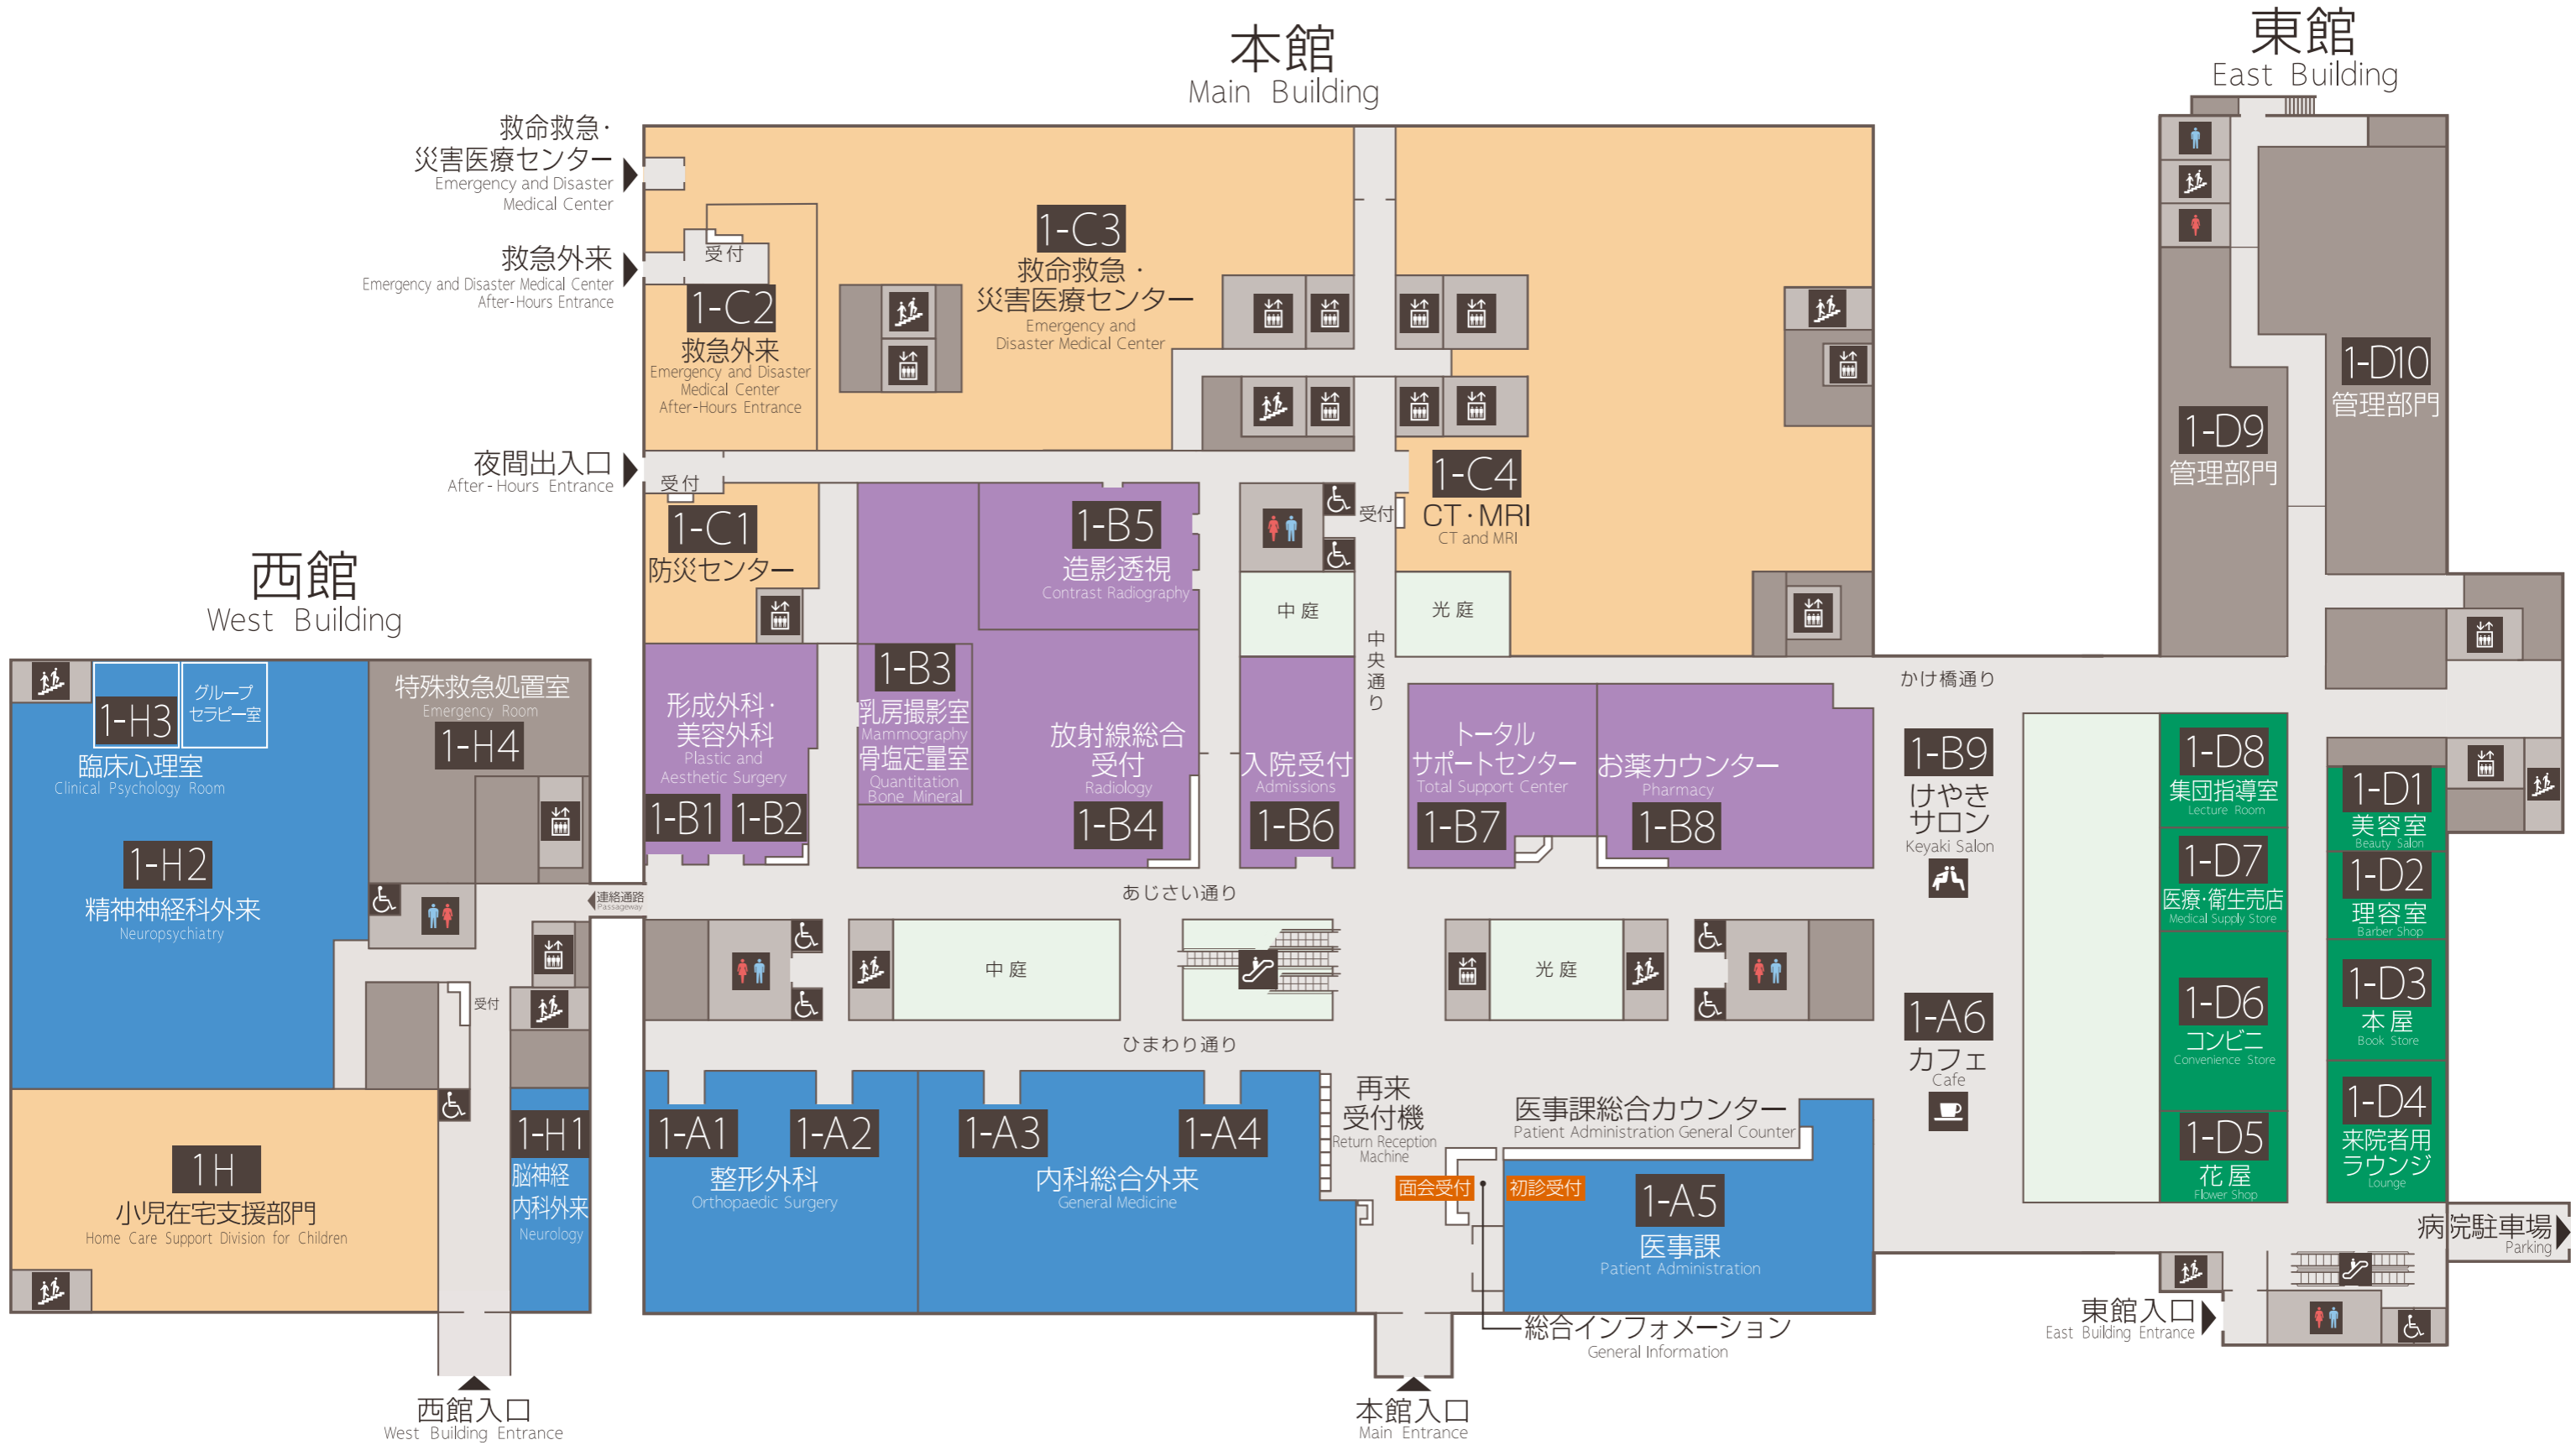 本館
Main Building
東館
East Building
西館
West Building
救命救急・
災害医療センター
Emergency and Disaster
Medical Center
救急外来
Emergency and Disaster Medical Center
After-Hours Entrance
夜間出入口
After-Hours Entrance
受付
1-C2
救急外来
Emergency and Disaster
Medical Center
After-Hours Entrance
1-C3
救命救急・
災害医療センター
Emergency and
Disaster Medical Center
受付
1-C1
防災センター
1-B5
造影透視
Contrast Radiography
受付
1-C4
CT・MRI
CT and MRI
中庭
光庭
中央通り
形成外科・
美容外科
Plastic and
Aesthetic Surgery
1-B1
1-B2
1-B3
乳房撮影室
Mammography
骨塩定量室
Quantitation
Bone Mineral
放射線総合
受付
Radiology
1-B4
入院受付
Admissions
1-B6
トータル
サポートセンター
Total Support Center
1-B7
お薬カウンター
Pharmacy
1-B8
かけ橋通り
1-B9
けやき
サロン
Keyaki Salon
あじさい通り
連絡通路
Passageway
中庭
光庭
ひまわり通り
1-A6
カフェ
Cafe
1-A1
1-A2
整形外科
Orthopaedic Surgery
1-A3
1-A4
内科総合外来
General Medicine
再来
受付機
Return Reception
Machine
医事課総合カウンター
Patient Administration General Counter
面会受付
初診受付
1-A5
医事課
Patient Administration
総合インフォメーション
General Information
本館入口
Main Entrance
グループ
セラピー室
1-H3
臨床心理室
Clinical Psychology Room
特殊救急処置室
Emergency Room
1-H4
1-H2
精神神経科外来
Neuropsychiatry
受付
1H
小児在宅支援部門
Home Care Support Division for Children
1-H1
脳神経
内科外来
Neurology
西館入口
West Building Entrance
1-D10
管理部門
1-D9
管理部門
1-D8
集団指導室
Lecture Room
1-D7
医療・衛生売店
Medical Supply Store
1-D6
コンビニ
Convenience Store
1-D5
花屋
Flower Shop
1-D1
美容室
Beauty Salon
1-D2
理容室
Barber Shop
1-D3
本屋
Book Store
1-D4
来院者用
ラウンジ
Lounge
病院駐車場
Parking
東館入口
East Building Entrance